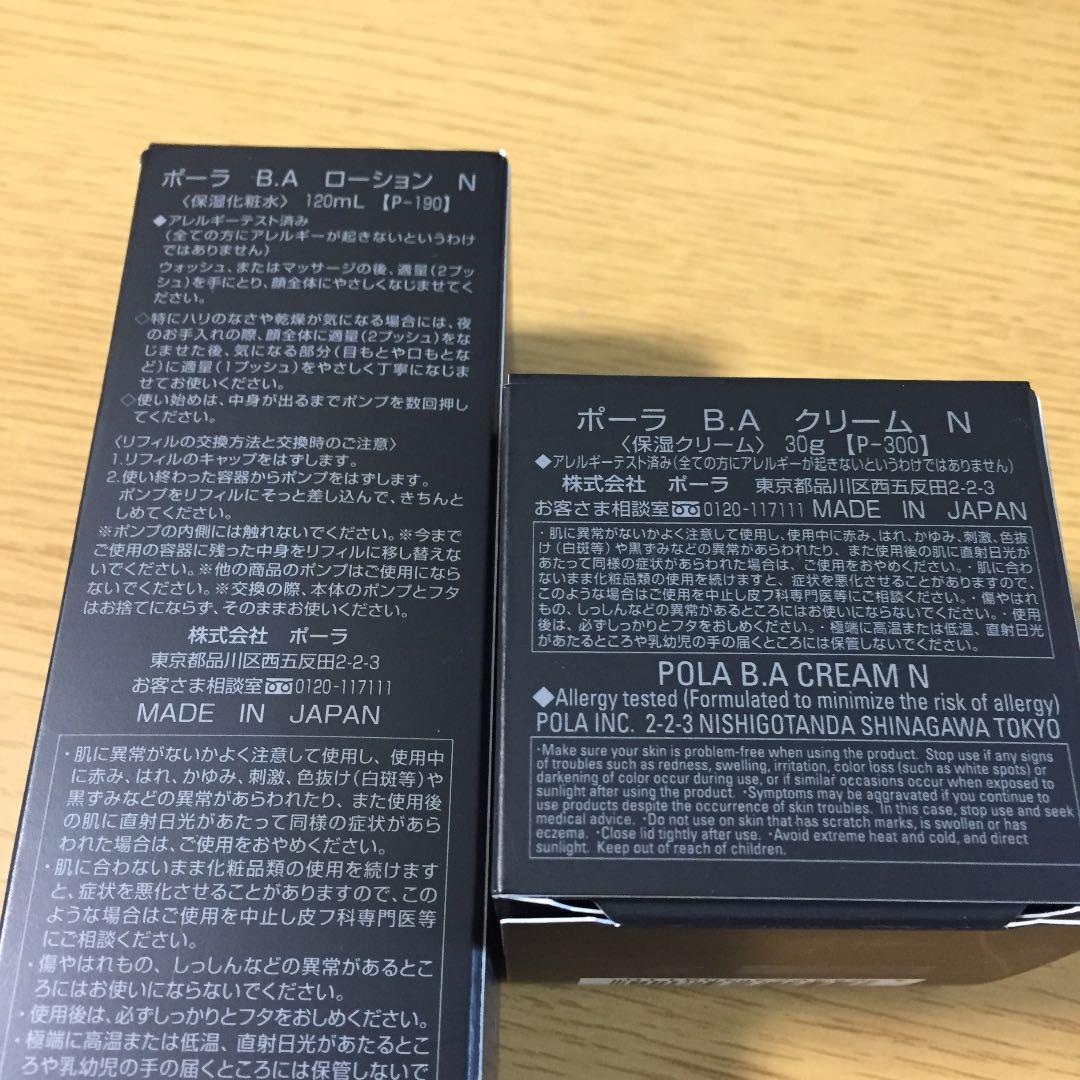 ポーラ B.A ローション N
〈保湿化粧水〉 120mL 【P-190】
◆アレルギーテスト済み
(全ての方にアレルギーが起きないというわけ
ではありません)
ウォッシュ、またはマッサージの後、適量(2プッ
シュ)を手にとり、顔全体にやさしくなじませてく
ださい。
◇特にハリのなさや乾燥が気になる場合には、夜
のお手入れの際、顔全体に適量(2プッシュ)をな
じませた後、気になる部分(目もとや口もとな
ど)に適量(1プッシュ)をやさしく丁寧になじま
せてお使いください。
◇使い始めは、中身が出るまでポンプを数回押し
てください。
〈リフィルの交換方法と交換時のご注意〉
1.リフィルのキャップをはずします。
2.使い終わった容器からポンプをはずします。
ポンプをリフィルにそっと差し込んで、きちんと
しめてください。
※ポンプの内側には触れないでください。※今まで
ご使用の容器に残った中身をリフィルに移し替えな
いでください。※他の商品のポンプはご使用になら
ないでください。※交換の際、本体のポンプとフタ
はお捨てにならず、そのままお使いください。
株式会社 ポーラ
東京都品川区西五反田2-2-3
お客さま相談室 0120-117111
MADE IN JAPAN
・肌に異常がないかよく注意して使用し、使用中
に赤み、はれ、かゆみ、刺激、色抜け(白斑等)や
黒ずみなどの異常があらわれたり、また使用後
の肌に直射日光があたって同様の症状があら
われた場合は、ご使用をおやめください。
・肌に合わないまま化粧品類の使用を続けます
と、症状を悪化させることがありますので、この
ような場合はご使用を中止し皮フ科専門医等
にご相談ください。
・傷やはれもの、しっしんなどの異常があるとこ
ろにはお使いにならないでください。
・使用後は、必ずしっかりとフタをおしめください。
・極端に高温または低温、直射日光があたるとこ
ろや乳幼児の手の届くところには保管しないで
ポーラ B.A クリーム N
〈保湿クリーム〉 30g 【P-300】
◆アレルギーテスト済み(全ての方にアレルギーが起きないというわけではありません)
株式会社 ポーラ 東京都品川区西五反田2-2-3
お客さま相談室 0120-117111 MADE IN JAPAN
・肌に異常がないかよく注意して使用し、使用中に赤み、はれ、かゆみ、刺激、色抜
け(白斑等)や黒ずみなどの異常があらわれたり、また使用後の肌に直射日光が
あたって同様の症状があらわれた場合は、ご使用をおやめください。・肌に合わ
ないまま化粧品類の使用を続けますと、症状を悪化させることがありますので、
このような場合はご使用を中止し皮フ科専門医等にご相談ください。・傷やはれ
もの、しっしんなどの異常があるところにはお使いにならないでください。・使用
後は、必ずしっかりとフタをおしめください。・極端に高温または低温、直射日光
があたるところや乳幼児の手の届くところには保管しないでください。
POLA B.A CREAM N
◆Allergy tested (Formulated to minimize the risk of allergy)
POLA INC. 2-2-3 NISHIGOTANDA SHINAGAWA TOKYO
・Make sure your skin is problem-free when using the product. Stop use if any signs
of troubles such as redness, swelling, irritation, color loss (such as white spots) or
darkening of color occur during use, or if similar occasions occur when exposed to
sunlight after using the product. ・Symptoms may be aggravated if you continue to
use products despite the occurrence of skin troubles. In this case, stop use and seek
medical advice. ・Do not use on skin that has scratch marks, is swollen or has
eczema. ・Close lid tightly after use. ・Avoid extreme heat and cold, and direct
sunlight. Keep out of reach of children.